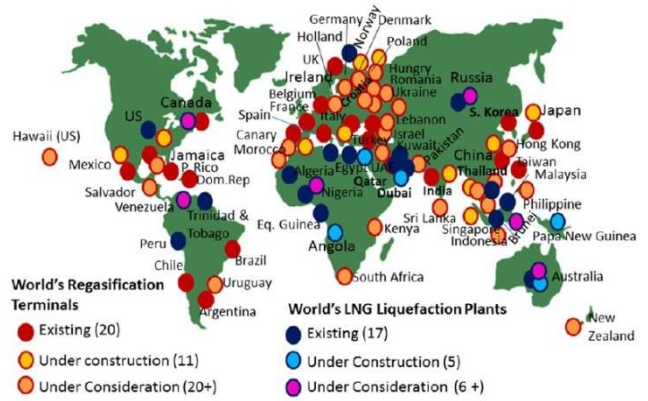 Germany
Norway
Denmark
Holland
Poland
UK
Ireland
Croatia
Hungry
Romania
Ukraine
Belgium
France
Russia
Canada
US
Spain
Italy
Lebanon
S. Korea
Japan
Hawaii (US)
Canary
Morocco
Turkey
Israel
Kuwait
Pakistan
China
Hong Kong
Mexico
Jamaica
P.Rico
Dom.Rep
Algeria
Egypt
UAE
Qatar
Dubai
India
Thailand
Taiwan
Malaysia
Salvador
Venezuela
Trinidad &
Tobago
Nigeria
Eq. Guinea
Sri Lanka
Philippine
Singapore
Brunei
Indonesia
Papua New Guinea
Peru
Angola
Kenya
Chile
Brazil
Uruguay
Argentina
South Africa
Australia
New
Zealand
World's Regasification
Terminals
Existing (20)
Under construction (11)
Under Consideration (20+)
World's LNG Liquefaction Plants
Existing (17)
Under Construction (5)
Under Consideration (6 +)